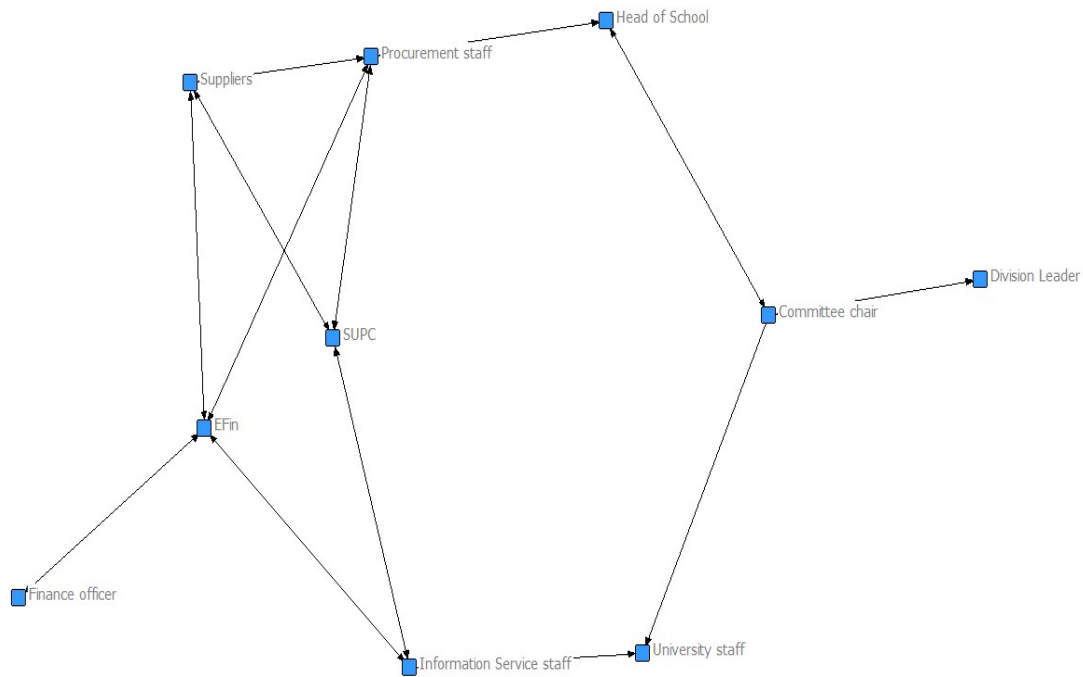 Head of School
Procurement staff
Suppliers
Division Leader
Committee chair
SUPC
EFin
Finance officer
University staff
Information Service staff